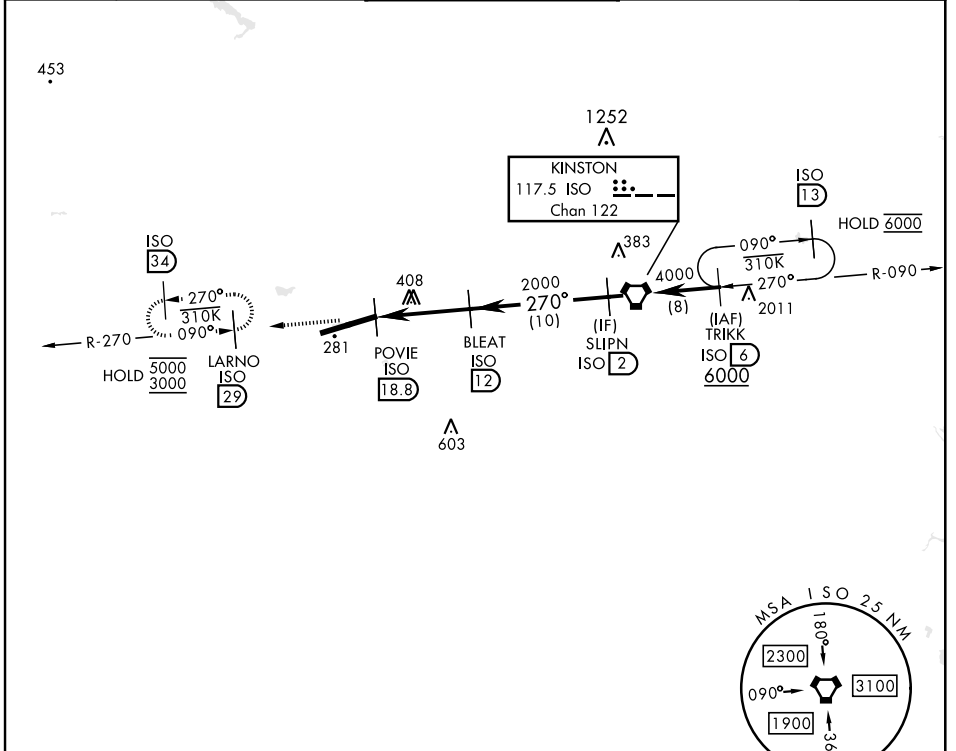 453
1252
KINSTON
117.5 ISO
Chan 122
ISO
13
HOLD 6000
090°
310K
270°
R-090
383
4000
(8)
2011
(IAF)
TRIKK
ISO 6
6000
ISO
34
270°
310K
090°
R-270
HOLD 5000
3000
LARNO
ISO
29
281
408
POVIE
ISO
18.8
2000
270°
(10)
BLEAT
ISO
12
(IF)
SLIPN
ISO 2
603
MSA ISO 25 NM
180°
2300
090°
3100
1900